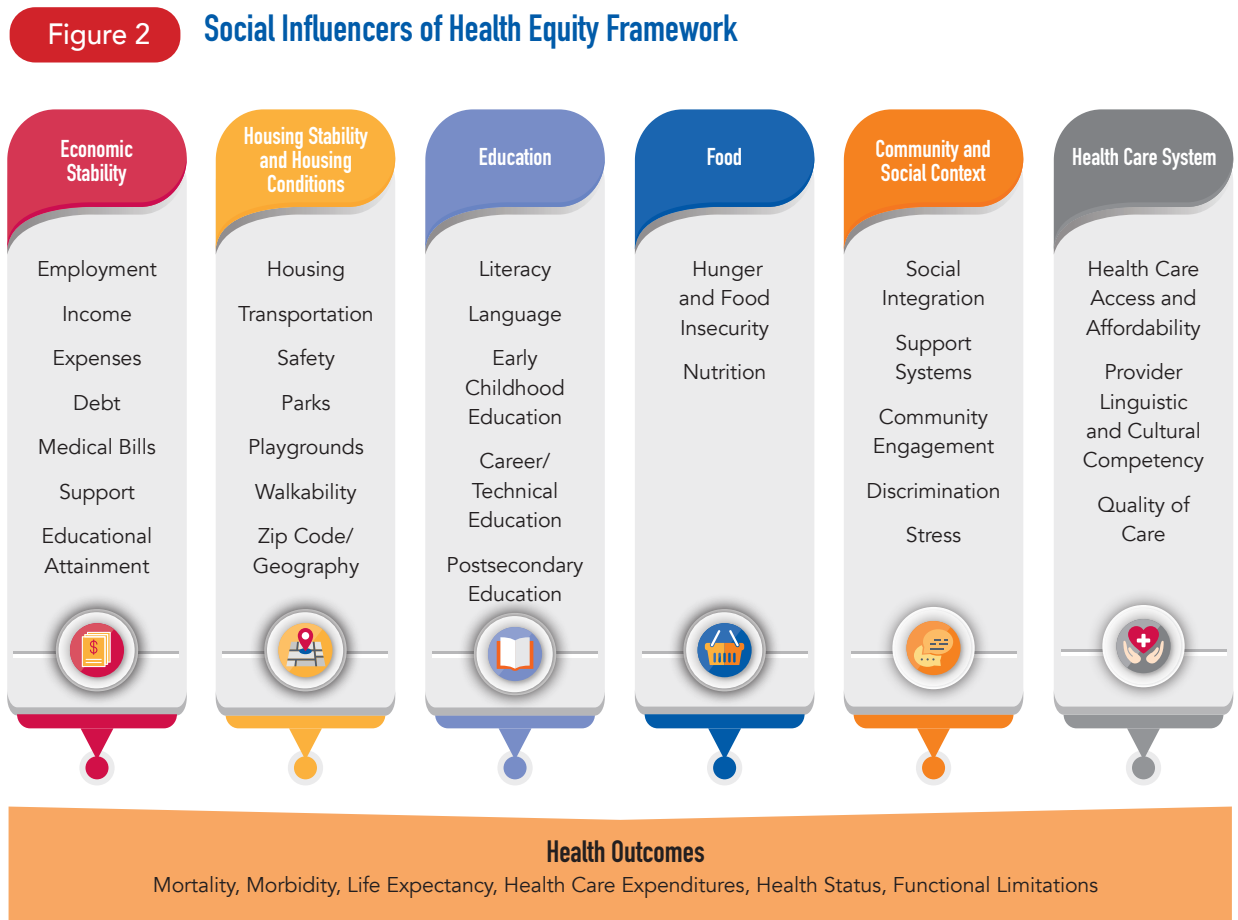 Figure 2
Social Influencers of Health Equity Framework
Economic
Stability
Employment
Income
Expenses
Debt
Medical Bills
Support
Educational
Attainment
$
Housing Stability
and Housing
Conditions
Housing
Transportation
Safety
Parks
Playgrounds
Walkability
Zip Code/
Geography
Education
Literacy
Language
Early
Childhood
Education
Career/
Technical
Education
Postsecondary
Education
Food
Hunger
and Food
Insecurity
Nutrition
Community and
Social Context
Social
Integration
Support
Systems
Community
Engagement
Discrimination
Stress
Health Care System
Health Care
Access and
Affordability
Provider
Linguistic
and Cultural
Competency
Quality of
Care
Health Outcomes
Mortality, Morbidity, Life Expectancy, Health Care Expenditures, Health Status, Functional Limitations